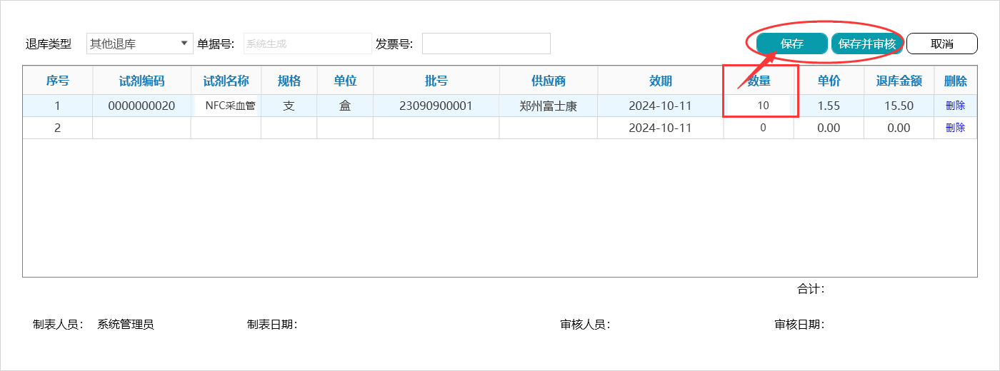 退库类型 其他退库 单据号: 系统生成 发票号: 保存 保存并审核 取消
序号 试剂编码 试剂名称 规格 单位 批号 供应商 效期 数量 单价 退库金额 删除
1 0000000020 NFC采血管 支 盒 23090900001 郑州富士康 2024-10-11 10 1.55 15.50 删除
2 2024-10-11 0 0.00 0.00 删除
合计：
制表人员： 系统管理员 制表日期： 审核人员： 审核日期：